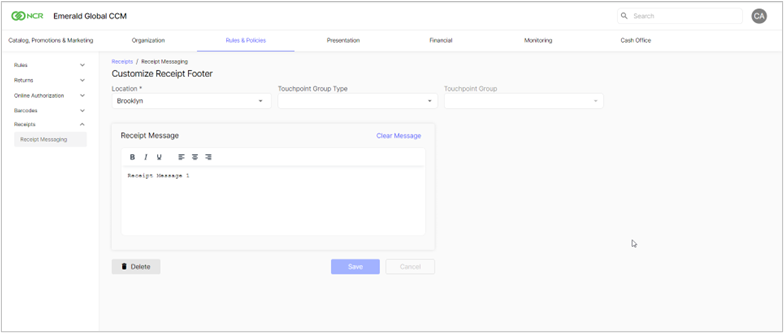 NCR Emerald Global CCM Search CA
Catalog, Promotions & Marketing Organization Rules & Policies Presentation Financial Monitoring Cash Office
Rules
Returns
Online Authorization
Barcodes
Receipts
Receipt Messaging
Receipts / Receipt Messaging
Customize Receipt Footer
Location * Touchpoint Group Type Touchpoint Group
Brooklyn
Receipt Message Clear Message
B I U
Receipt Message 1
Delete Save Cancel